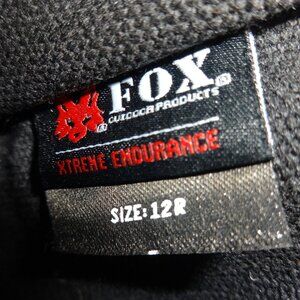 FOX
OUTDOOR PRODUCTS
XTREME ENDURANCE
SIZE: 12R